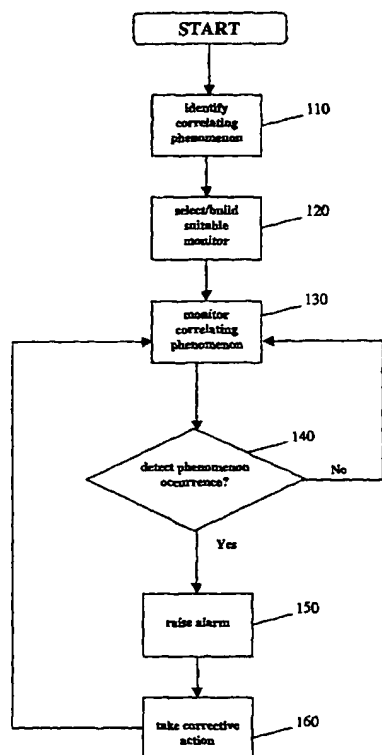 START
identify
correlating
phenomenon
110
select/build
suitable
monitor
120
monitor
correlating
phenomenon
130
detect phenomenon
occurrence?
140
No
Yes
raise alarm
150
take corrective
action
160